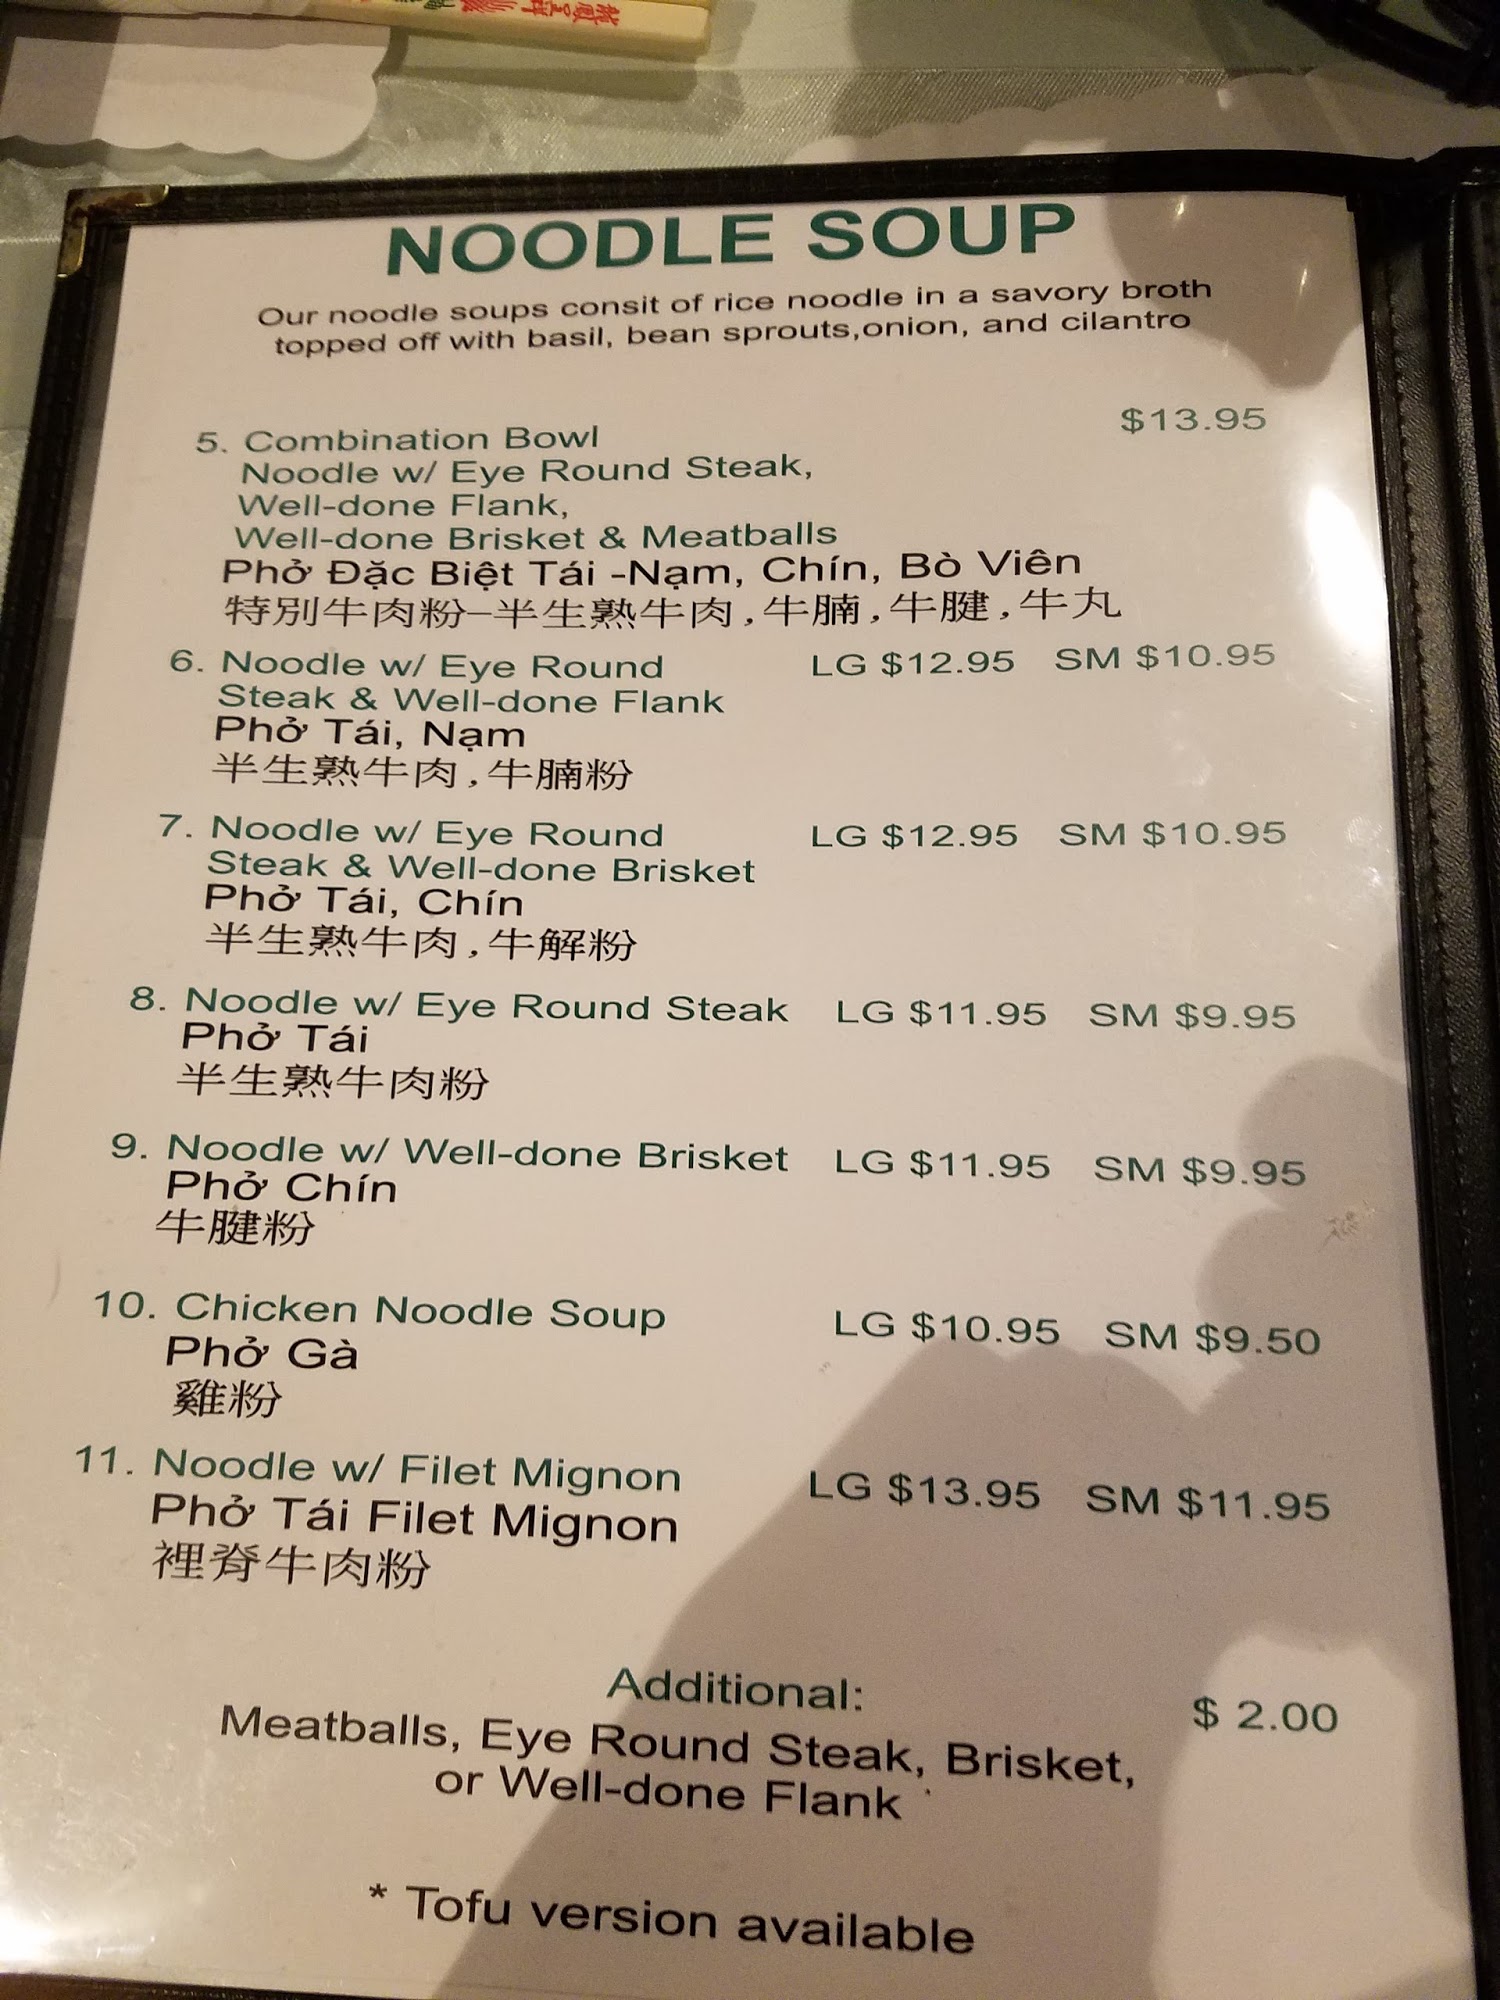 龍鳳呈祥
NOODLE SOUP
Our noodle soups consit of rice noodle in a savory broth
topped off with basil, bean sprouts,onion, and cilantro
5. Combination Bowl $13.95
Noodle w/ Eye Round Steak,
Well-done Flank,
Well-done Brisket & Meatballs
Phở Đặc Biệt Tái -Nạm, Chín, Bò Viên
特別牛肉粉–半生熟牛肉,牛腩,牛腱,牛丸
6. Noodle w/ Eye Round LG $12.95 SM $10.95
Steak & Well-done Flank
Phở Tái, Nạm
半生熟牛肉,牛腩粉
7. Noodle w/ Eye Round LG $12.95 SM $10.95
Steak & Well-done Brisket
Phở Tái, Chín
半生熟牛肉,牛解粉
8. Noodle w/ Eye Round Steak LG $11.95 SM $9.95
Phở Tái
半生熟牛肉粉
9. Noodle w/ Well-done Brisket LG $11.95 SM $9.95
Phở Chín
牛腱粉
10. Chicken Noodle Soup LG $10.95 SM $9.50
Phở Gà
雞粉
11. Noodle w/ Filet Mignon LG $13.95 SM $11.95
Phở Tái Filet Mignon
裡脊牛肉粉
Additional: $ 2.00
Meatballs, Eye Round Steak, Brisket,
or Well-done Flank
* Tofu version available